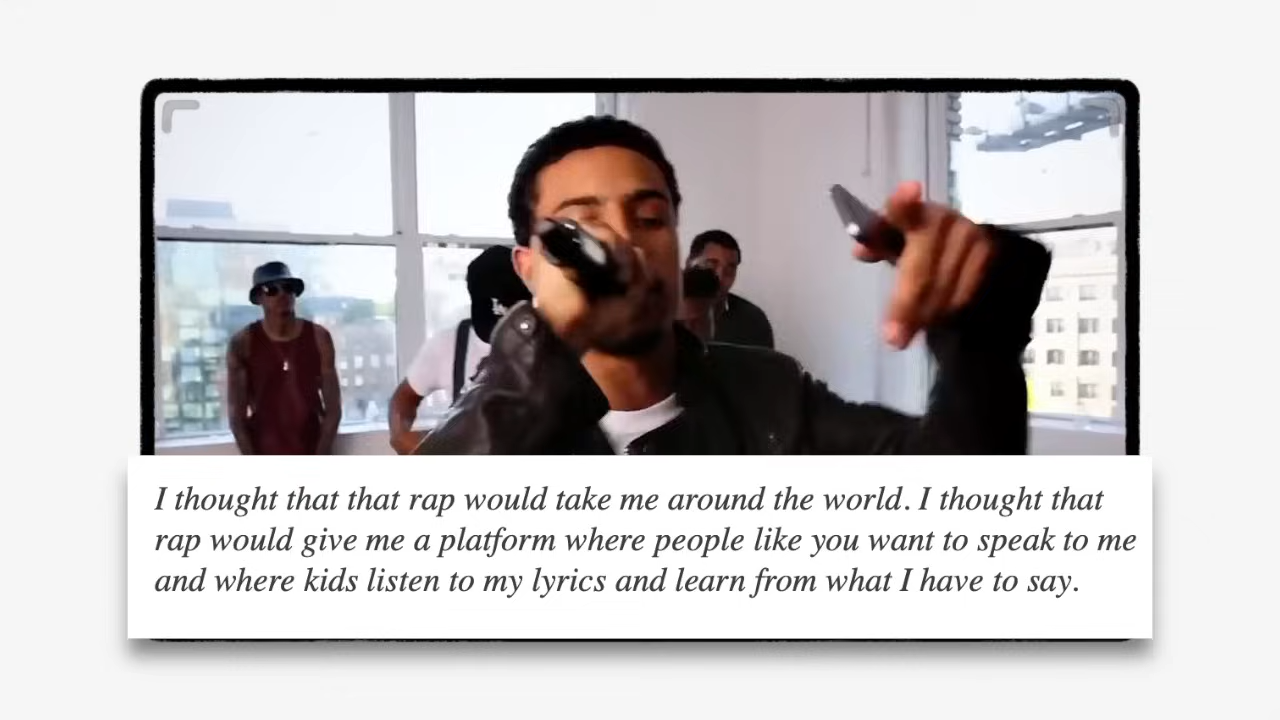 I thought that that rap would take me around the world. I thought that
rap would give me a platform where people like you want to speak to me
and where kids listen to my lyrics and learn from what I have to say.